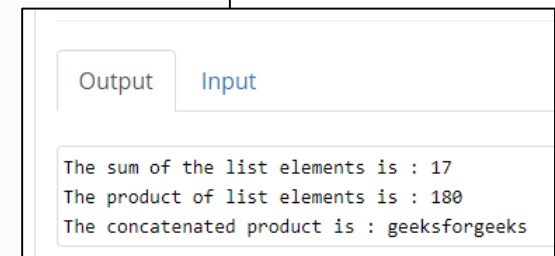 Output Input
The sum of the list elements is : 17
The product of list elements is : 180
The concatenated product is : geeksforgeeks